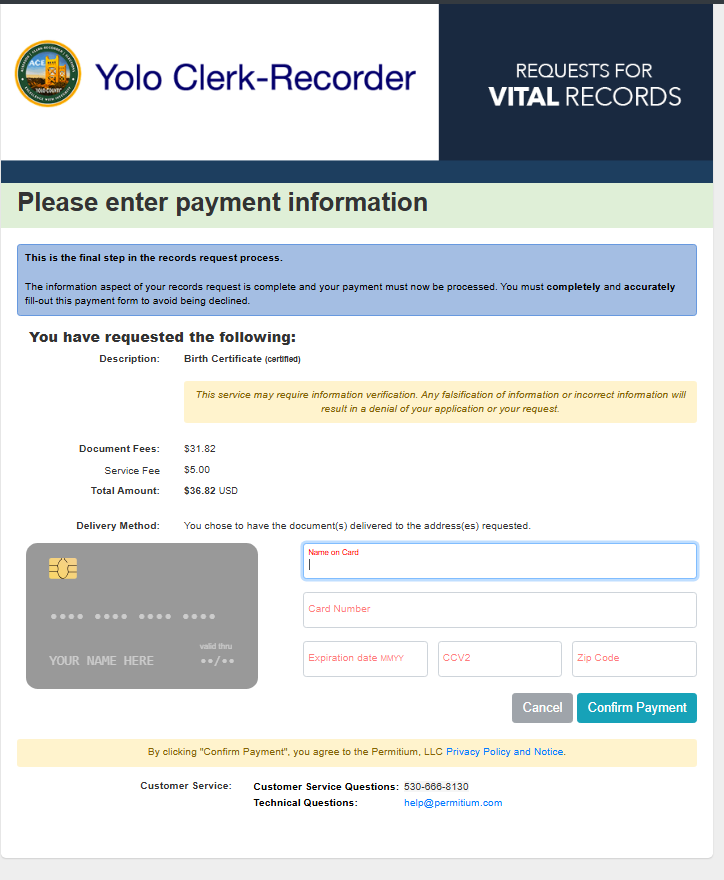 ACE
YOLO COUNTY
Yolo Clerk-Recorder
REQUESTS FOR
VITAL RECORDS
Please enter payment information
This is the final step in the records request process.
The information aspect of your records request is complete and your payment must now be processed. You must completely and accurately
fill-out this payment form to avoid being declined.
You have requested the following:
Description: Birth Certificate (certified)
This service may require information verification. Any falsification of information or incorrect information will
result in a denial of your application or your request.
Document Fees: $31.82
Service Fee $5.00
Total Amount: $36.82 USD
Delivery Method: You chose to have the document(s) delivered to the address(es) requested.
Name on Card
Card Number
•••• •••• •••• ••••
valid thru
YOUR NAME HERE ••/••
Expiration date MMYY CCV2 Zip Code
Cancel Confirm Payment
By clicking "Confirm Payment", you agree to the Permitium, LLC Privacy Policy and Notice.
Customer Service: Customer Service Questions: 530-666-8130
Technical Questions: help@permitium.com